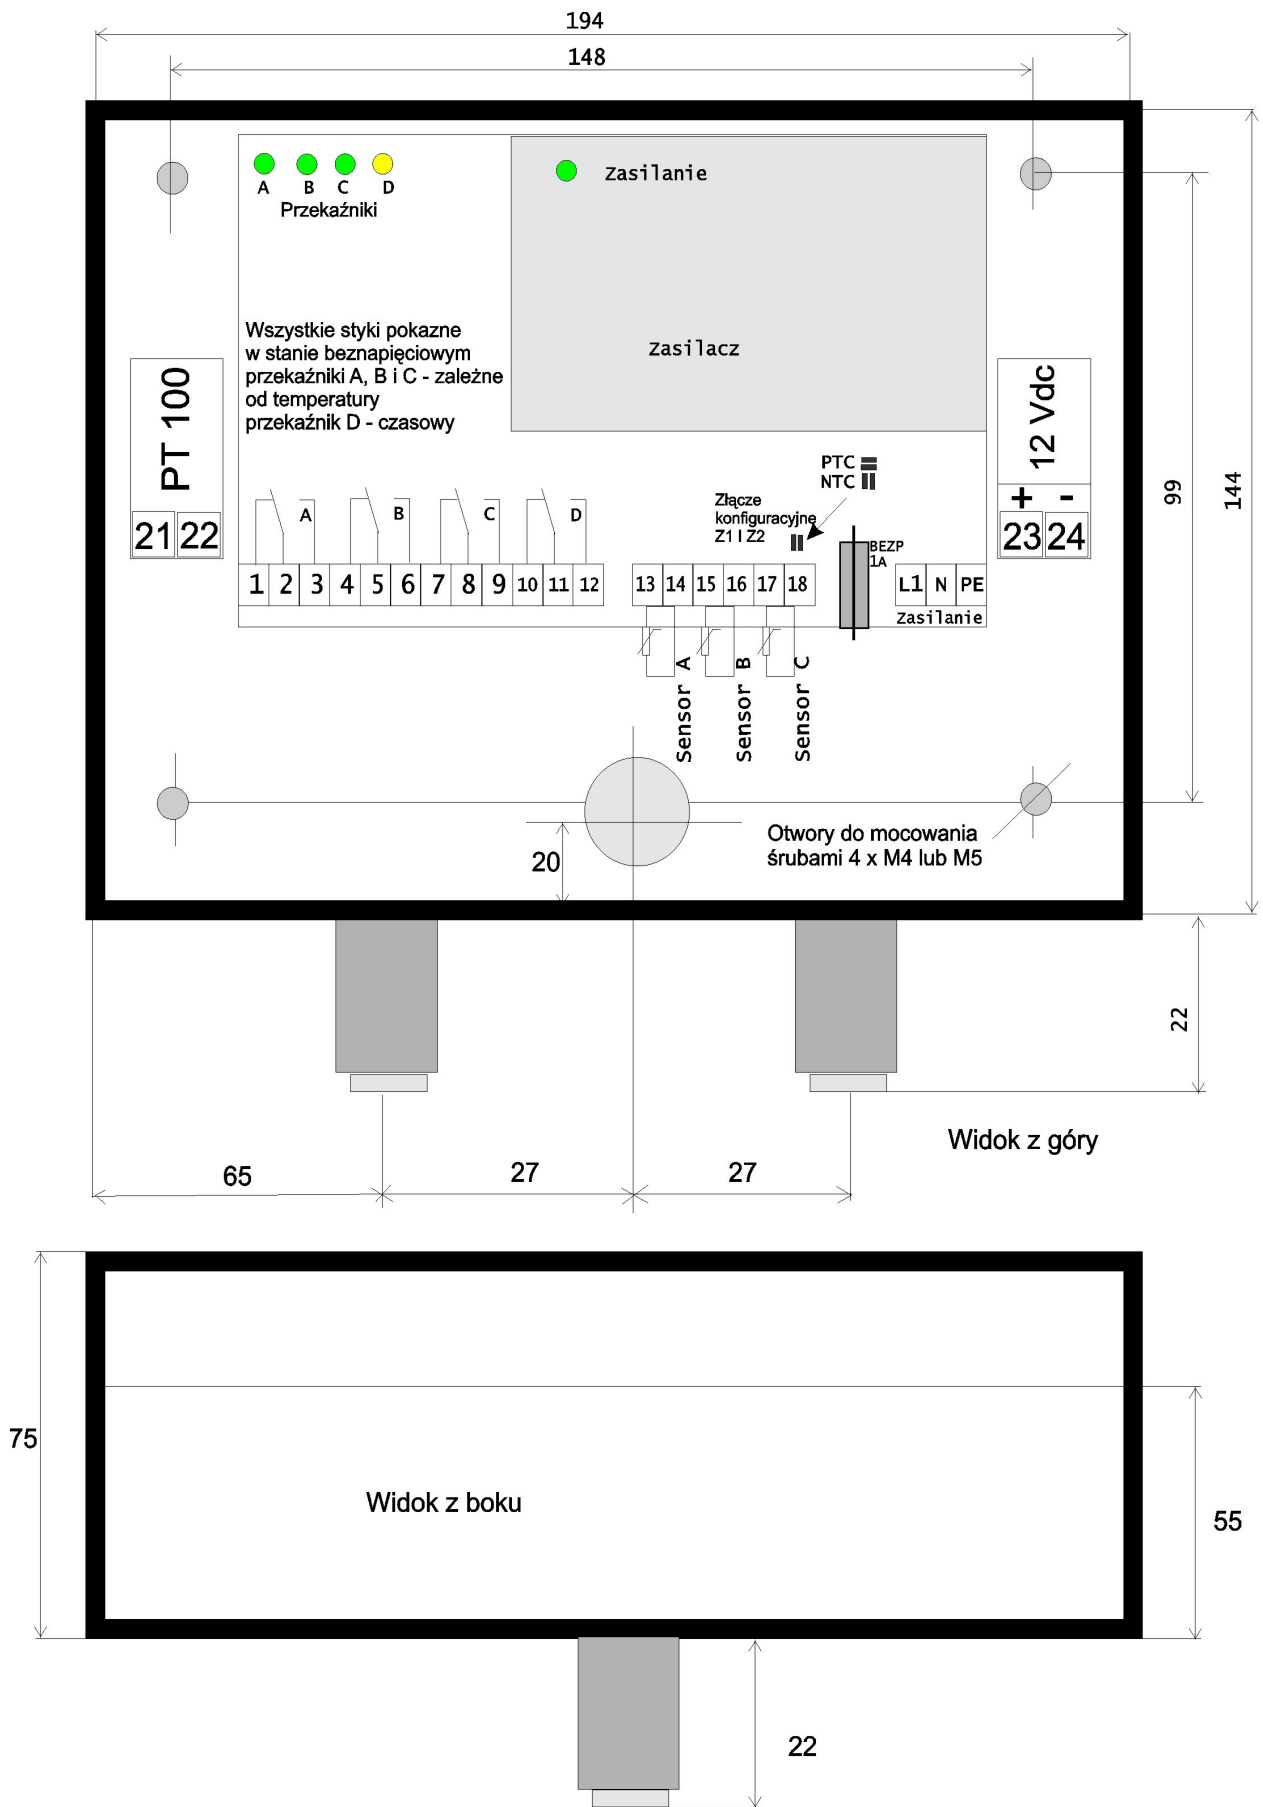 194
148
A B C D
Przekaźniki
Zasilanie
Wszystkie styki pokazne
w stanie beznapięciowym
przekaźniki A, B i C - zależne
od temperatury
przekaźnik D - czasowy
Zasilacz
PT 100
21 22
12 Vdc
+ -
23 24
99
144
PTC
NTC
Złącze
konfiguracyjne
Z1 I Z2
BEZP
1A
A B C D
1 2 3 4 5 6 7 8 9 10 11 12
13 14 15 16 17 18
L1 N PE
Zasilanie
Sensor A
Sensor B
Sensor C
Otwory do mocowania
śrubami 4 x M4 lub M5
20
22
Widok z góry
65
27
27
75
Widok z boku
55
22